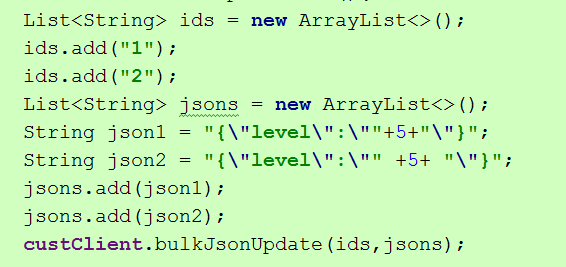 List<String> ids = new ArrayList<>();
ids.add("1");
ids.add("2");
List<String> jsons = new ArrayList<>();
String json1 = "{\"level\":\""+5+"\"}";
String json2 = "{\"level\":\"" +5+ "\"}";
jsons.add(json1);
jsons.add(json2);
custClient.bulkJsonUpdate(ids,jsons);